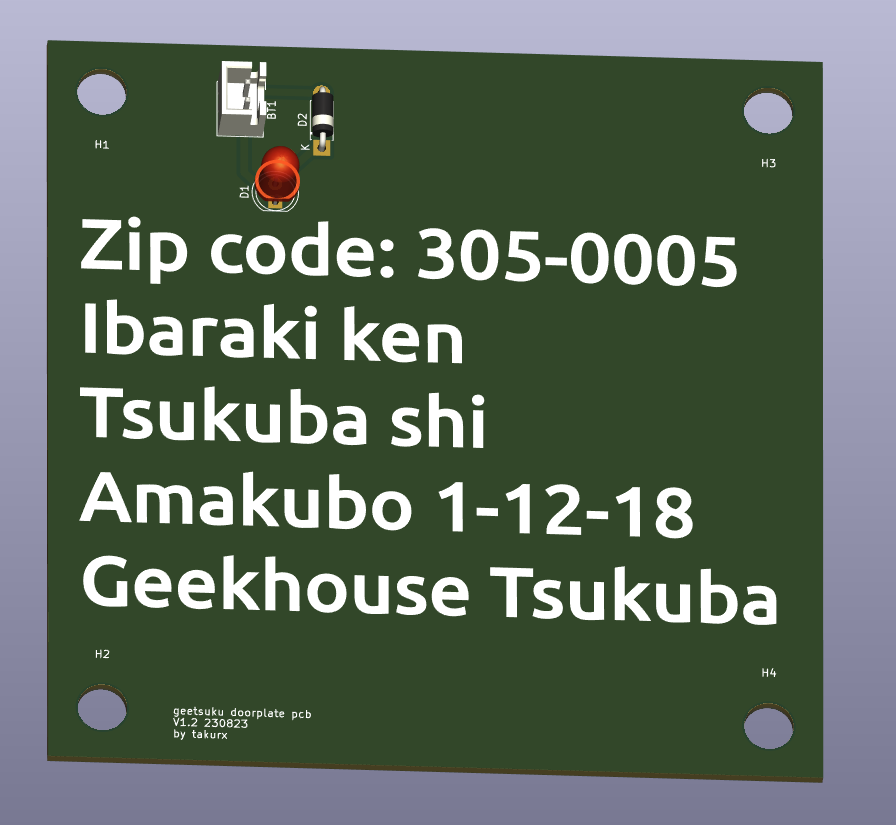 BT1
D2
K
H1
H3
D1
Zip code: 305-0005
Ibaraki ken
Tsukuba shi
Amakubo 1-12-18
Geekhouse Tsukuba
H2
H4
geetsuku doorplate pcb
V1.2 230823
by takurx